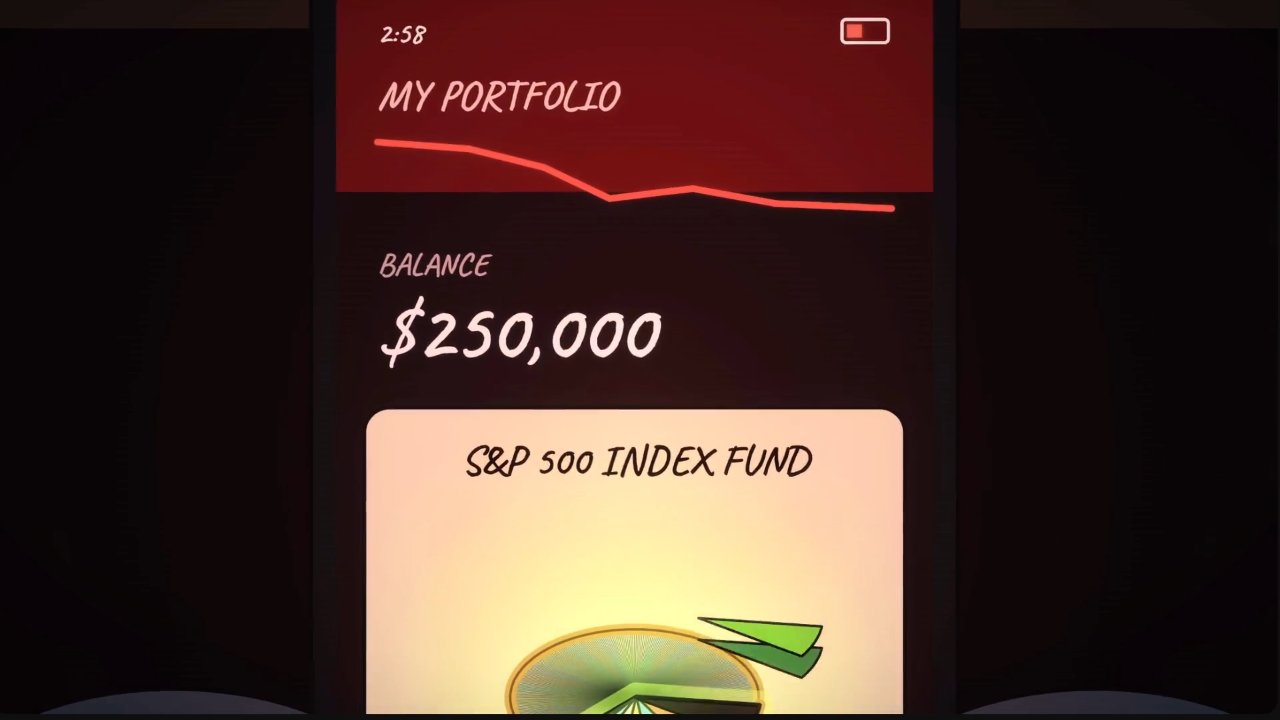 2:58
MY PORTFOLIO
BALANCE
$250,000
S&P 500 INDEX FUND